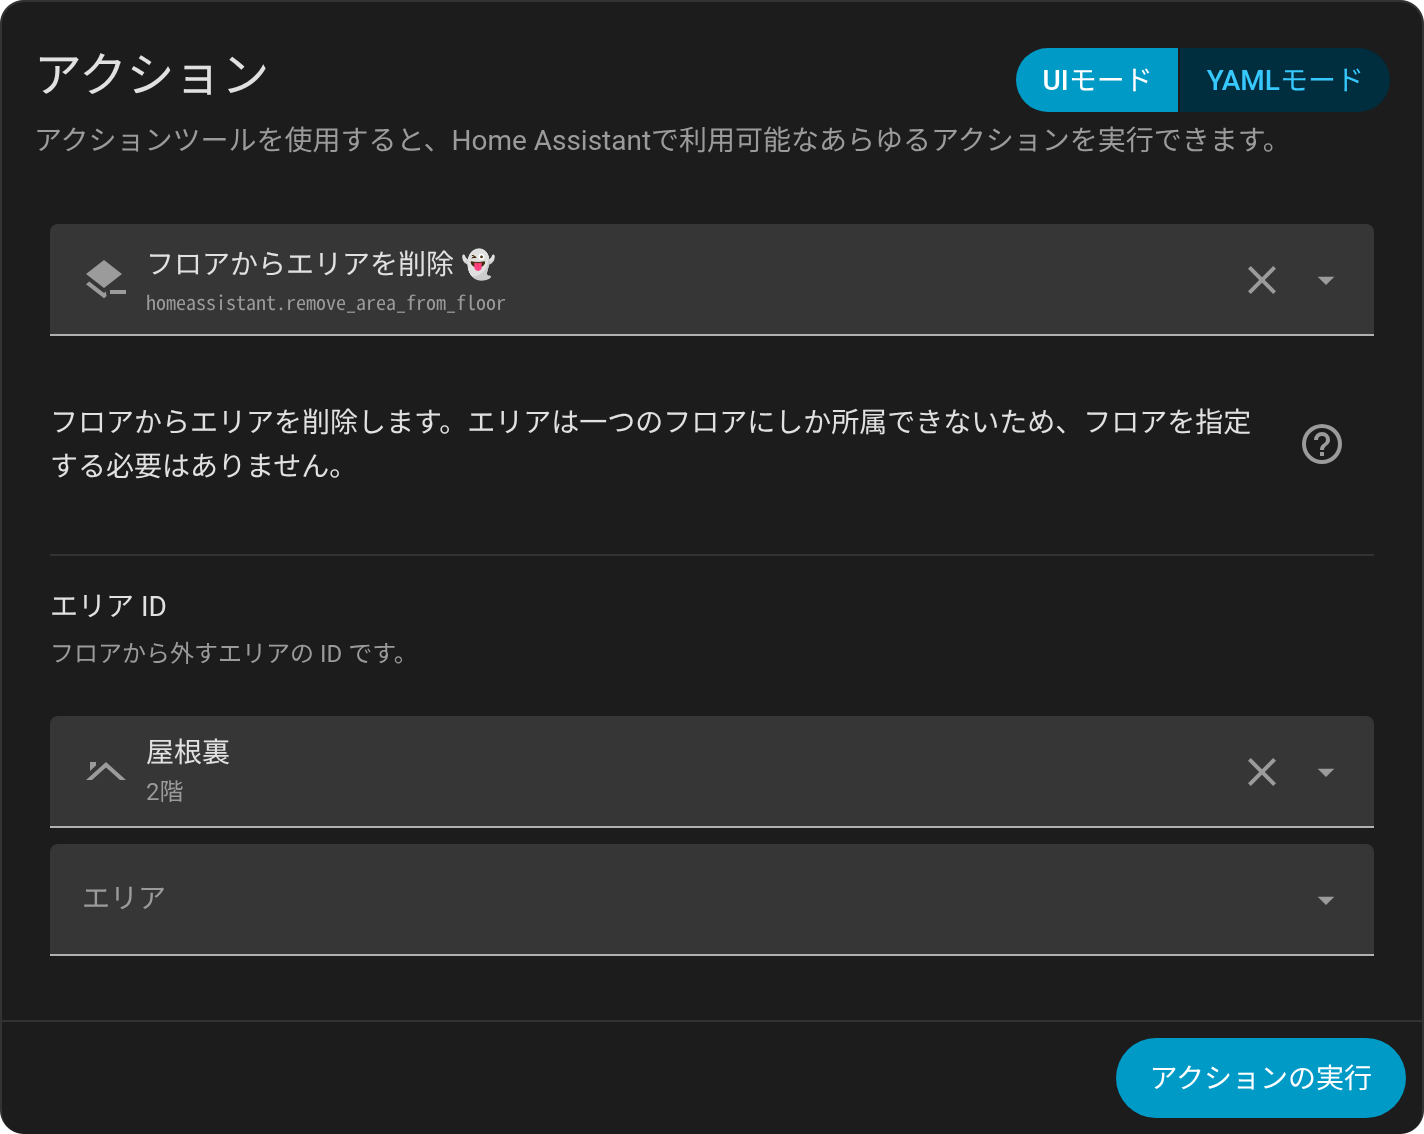 アクション
UIモード
YAMLモード
アクションツールを使用すると、Home Assistantで利用可能なあらゆるアクションを実行できます。
フロアからエリアを削除 👻
homeassistant.remove_area_from_floor
フロアからエリアを削除します。エリアは一つのフロアにしか所属できないため、フロアを指定
する必要はありません。
エリア ID
フロアから外すエリアの ID です。
屋根裏
2階
エリア
アクションの実行